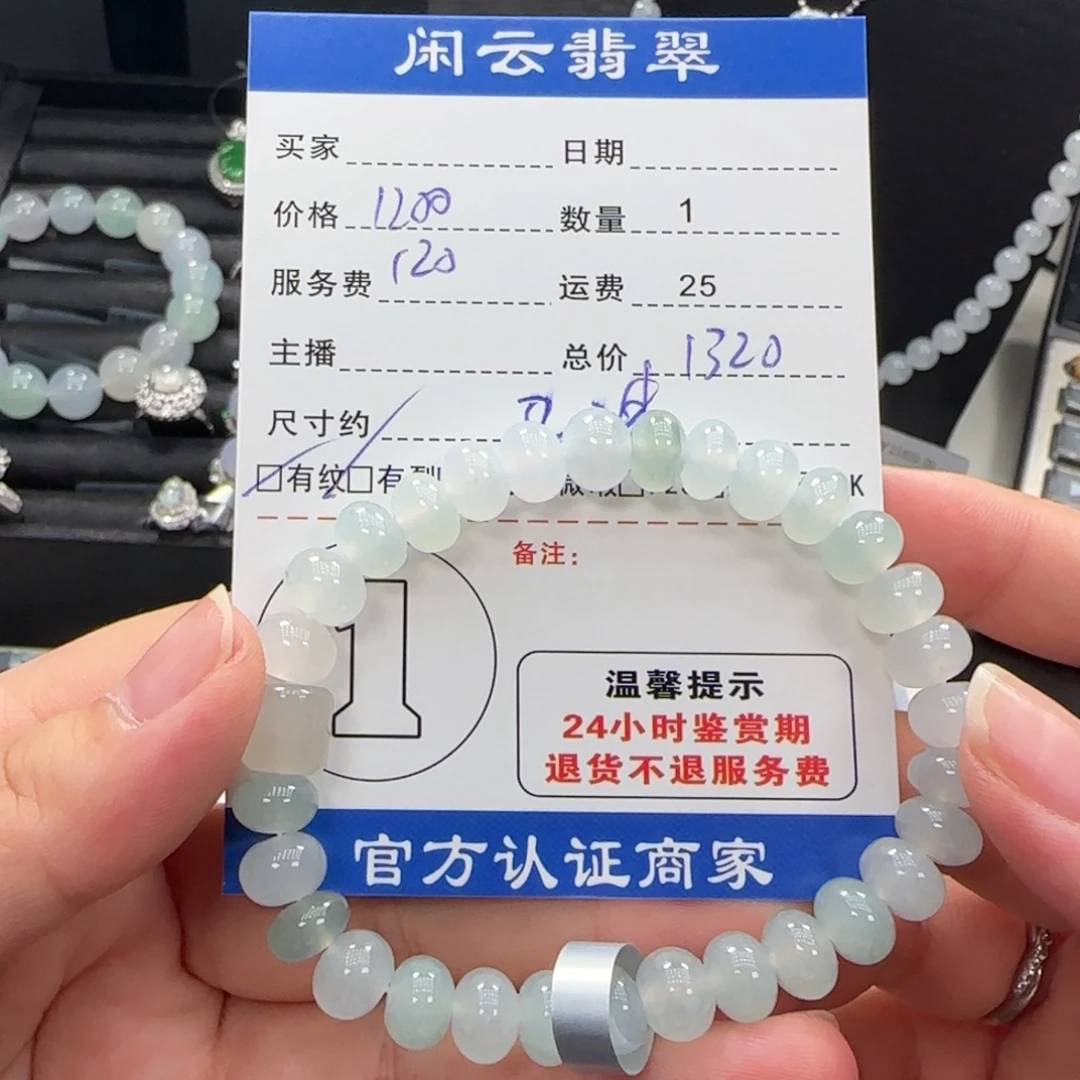 闲云翡翠
买家 日期
价格 1200 数量 1
服务费 120 运费 25
主播 总价 1320
尺寸约
□有纹□有裂 K
备注:
1
温馨提示
24小时鉴赏期
退货不退服务费
官方认证商家